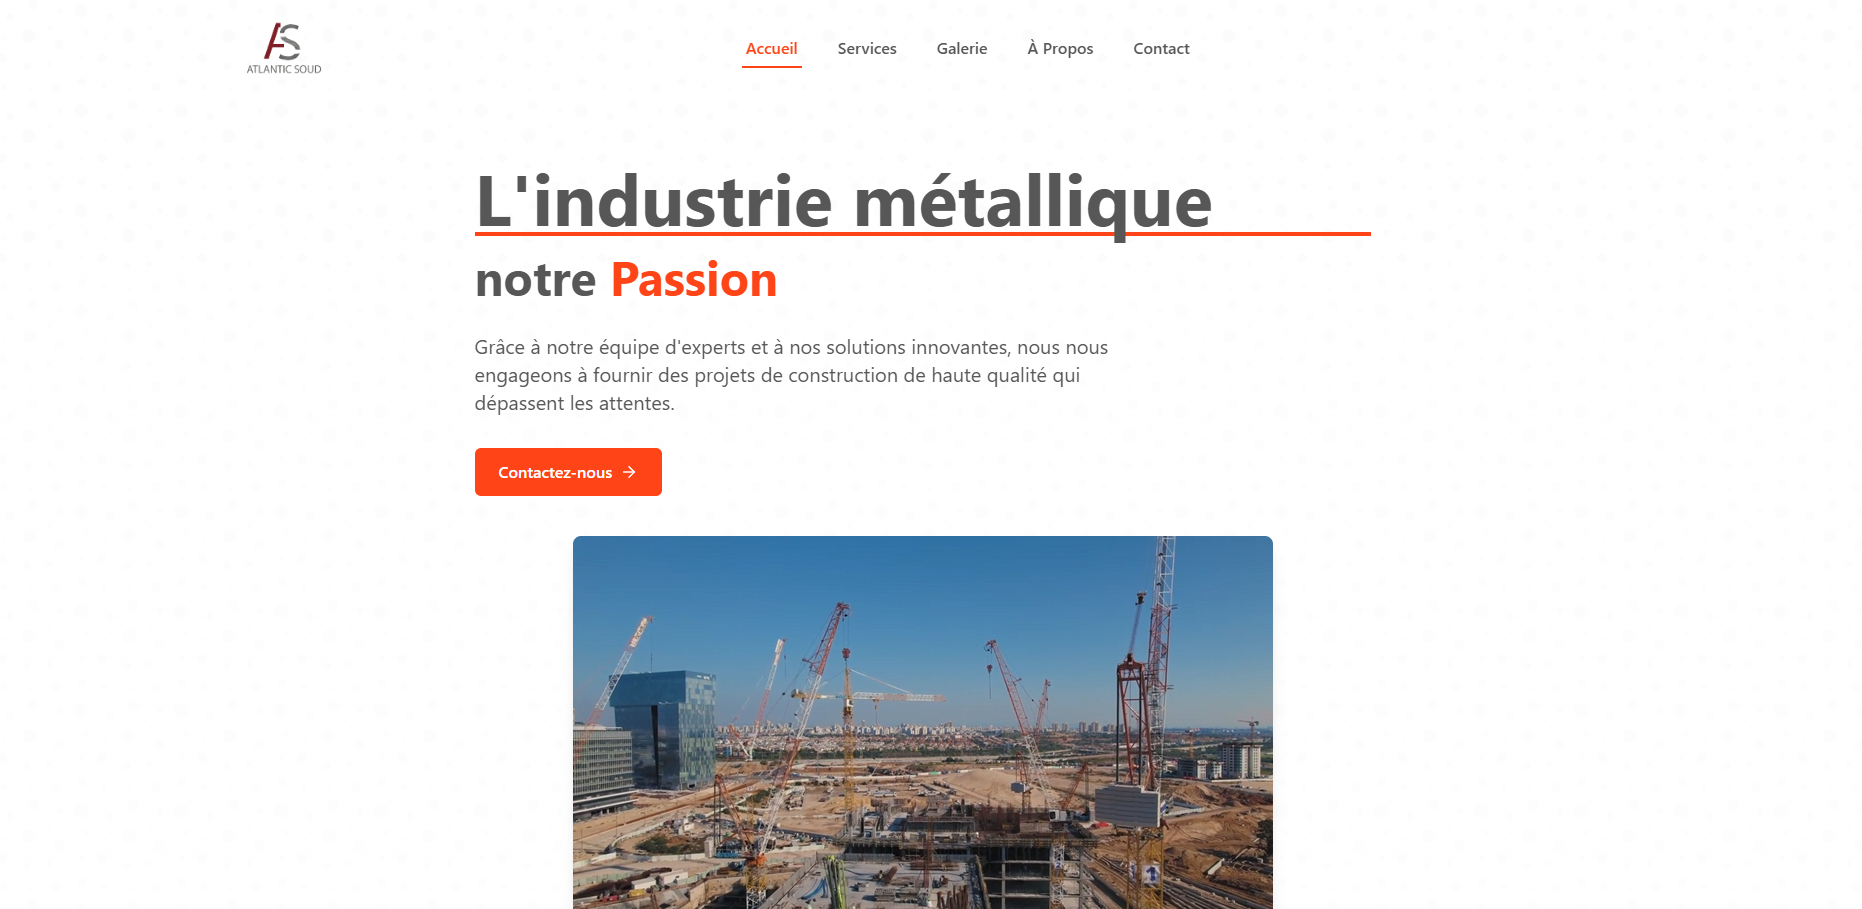 AS
ATLANTIC SOUD
Accueil Services Galerie À Propos Contact
L'industrie métallique
notre Passion
Grâce à notre équipe d'experts et à nos solutions innovantes, nous nous
engageons à fournir des projets de construction de haute qualité qui
dépassent les attentes.
Contactez-nous →